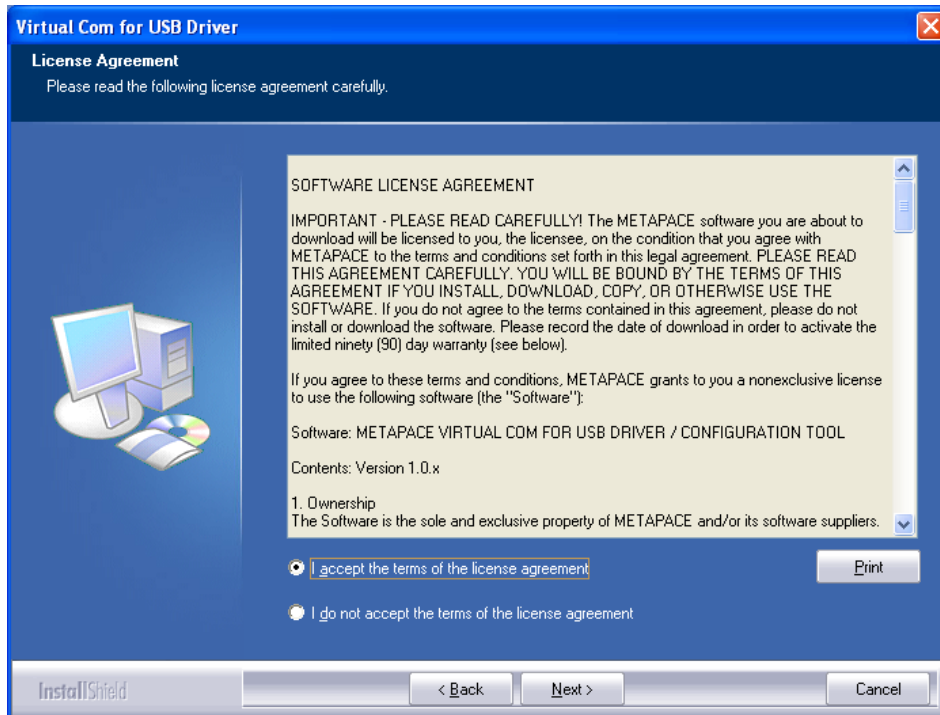 Virtual Com for USB Driver
License Agreement
Please read the following license agreement carefully.
SOFTWARE LICENSE AGREEMENT
IMPORTANT - PLEASE READ CAREFULLY! The METAPACE software you are about to
download will be licensed to you, the licensee, on the condition that you agree with
METAPACE to the terms and conditions set forth in this legal agreement. PLEASE READ
THIS AGREEMENT CAREFULLY. YOU WILL BE BOUND BY THE TERMS OF THIS
AGREEMENT IF YOU INSTALL, DOWNLOAD, COPY, OR OTHERWISE USE THE
SOFTWARE. If you do not agree to the terms contained in this agreement, please do not
install or download the software. Please record the date of download in order to activate the
limited ninety (90) day warranty (see below).
If you agree to these terms and conditions, METAPACE grants to you a nonexclusive license
to use the following software (the "Software"):
Software: METAPACE VIRTUAL COM FOR USB DRIVER / CONFIGURATION TOOL
Contents: Version 1.0.x
1. Ownership
The Software is the sole and exclusive property of METAPACE and/or its software suppliers.
I accept the terms of the license agreement
Print
I do not accept the terms of the license agreement
InstallShield
< Back
Next >
Cancel